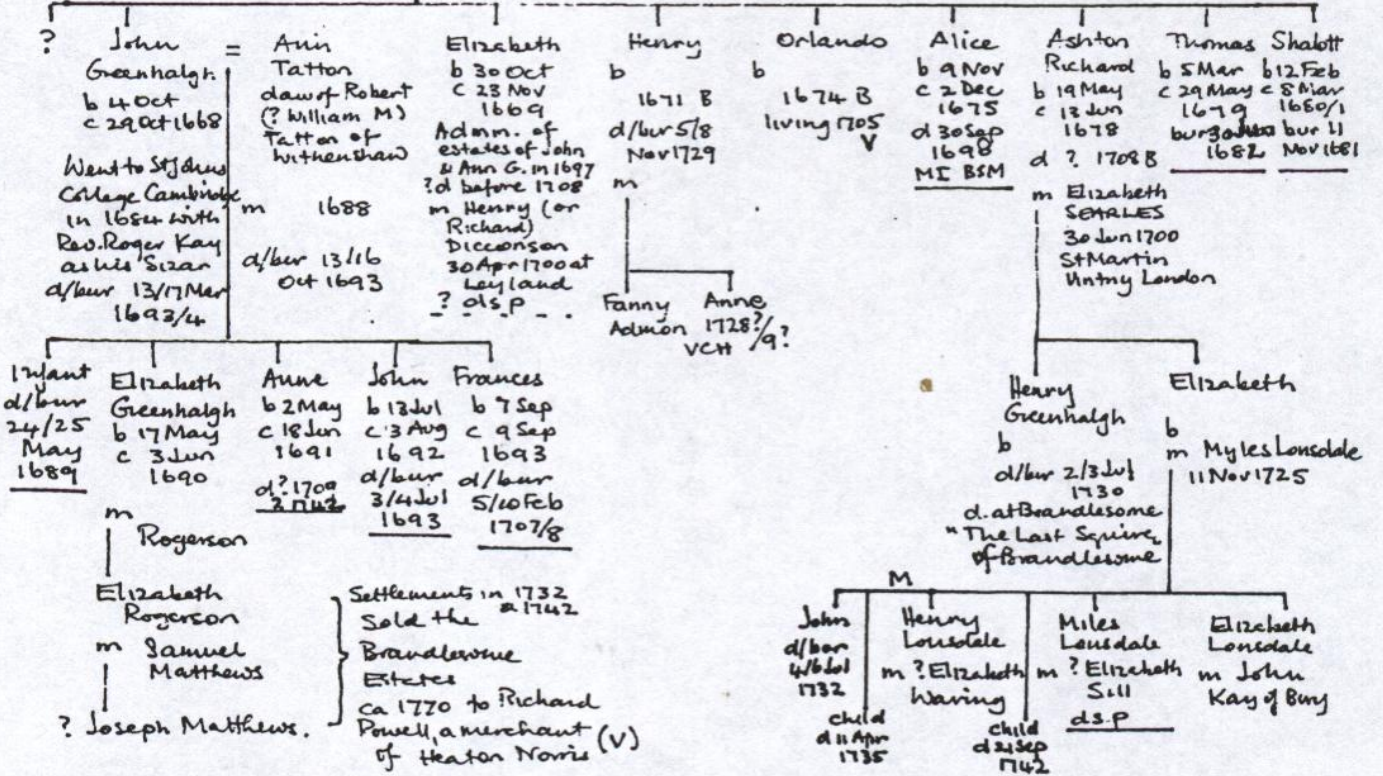 ?
John
Greenhalgh
b 4 Oct
c 29 Oct 1668
Went to St Johns
College Cambridge
in 1684 with
Rev. Roger Kay
as his Sizar
d/bur 13/17 Mar
1693/4
=
Ann
Tatton
daw of Robert
(? William M)
Tatton of
Withenshaw
m 1688
d/bur 13/16
Oct 1693
Elizabeth
b 30 Oct
c 23 Nov
1669
Admm. of
estates of John
& Ann G. in 1697
? d before 1708
m Henry (or
Richard)
Dicconson
30 Apr 1700 at
Leyland
? dsp
Henry
b
1671 B
d/bur 5/8
Nov 1729
m
Orlando
b
1674 B
living 1705
V
Alice
b 9 Nov
c 2 Dec
1675
d 30 Sep
1698
MI BSM
Ashton
Richard
b 19 May
c 13 Jun
1678
d ? 1708 B
m Elizabeth
SEARLES
30 Jun 1700
St Martin
Vntny London
Thomas
b 5 Mar
c 29 May
1679
bur 30
1682
Shalott
b 12 Feb
c 8 Mar
1680/1
bur 11
Nov 1681
Fanny
Admon
Anne
1728?/9?
VCH
Infant
d/bur
24/25
May
1689
Elizabeth
Greenhalgh
b 17 May
c 3 Jun
1690
m
Rogerson
Anne
b 2 May
c 18 Jun
1691
d? 1709
? 1742
John
b 13 Jul
c 3 Aug
1692
d/bur
3/4 Jul
1693
Frances
b 7 Sep
c 9 Sep
1693
d/bur
5/10 Feb
1707/8
Henry
Greenhalgh
b
d/bur 2/3 Jul
1730
d. at Brandlesome
"The Last Squire,
of Brandlesome
Elizabeth
b
m Myles Lonsdale
11 Nov 1725
Elizabeth
Rogerson
m Samuel
Matthews
? Joseph Matthews.
Settlements in 1732
& 1742
Sold the
Brandlesome
Estates
ca 1770 to Richard
Powell, a merchant
of Heaton Norris (V)
M
John
d/bur
4/6 Jul
1732
child
d 11 Apr
1735
Henry
Lonsdale
m ? Elizabeth
Waring
child
d 21 Sep
1742
Miles
Lonsdale
m ? Elizabeth
Sill
dsp
Elizabeth
Lonsdale
m John
Kay of Bury